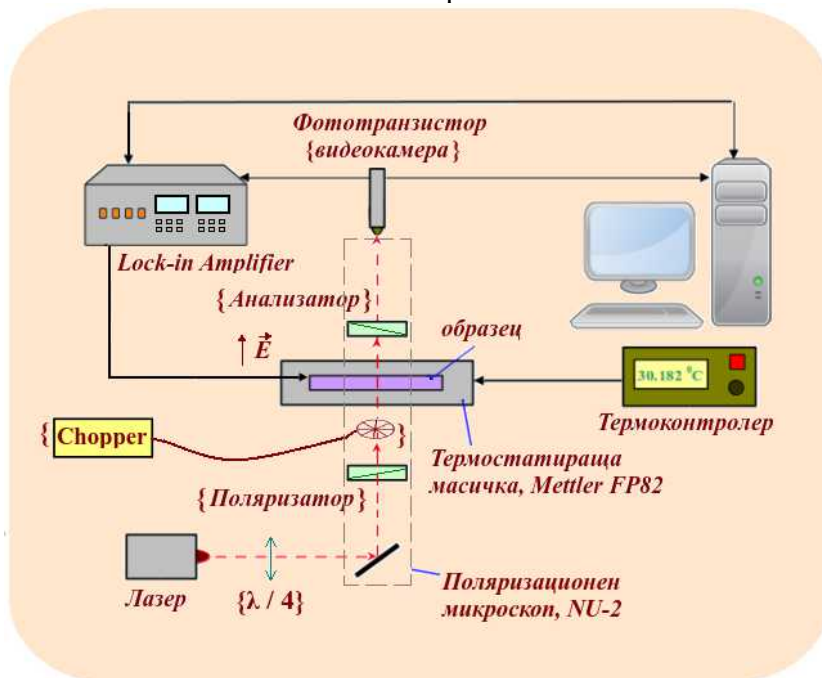 Фототранзистор
{видеокамера}
Lock-in Amplifier
{Анализатор}
E
образец
30.182 °C
Термоконтролер
{ Chopper }
Термостатираща
масичка, Mettler FP82
{Поляризатор}
Лазер
{λ / 4}
Поляризационен
микроскоп, NU-2